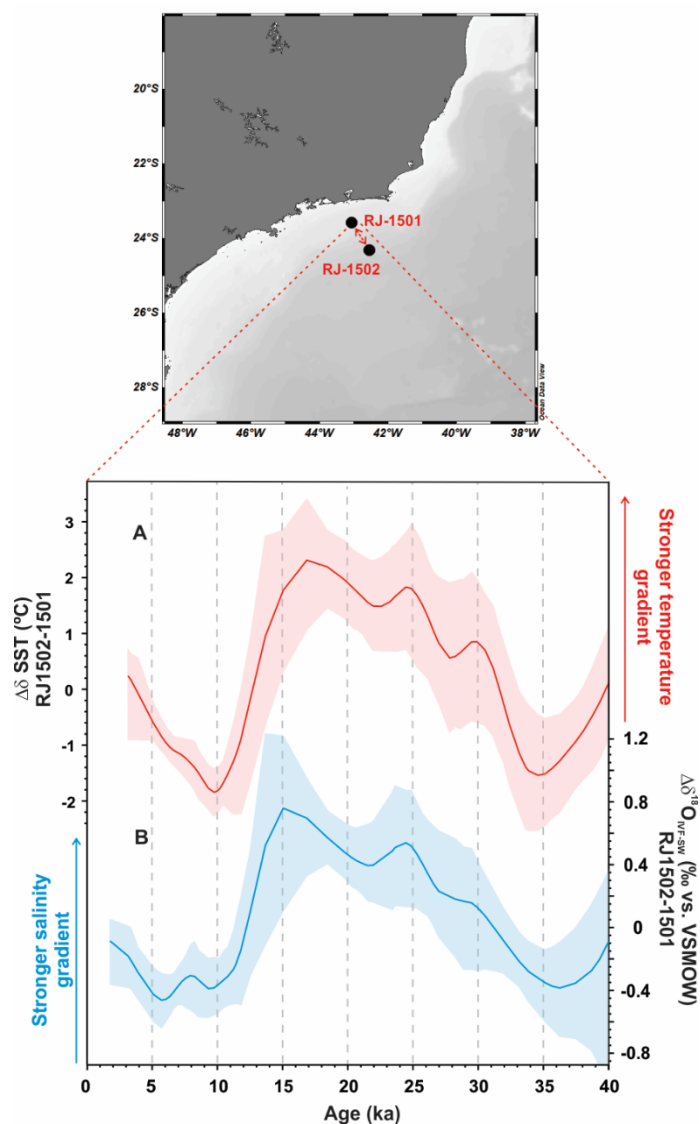 20°S
22°S
24°S
26°S
28°S
RJ-1501
RJ-1502
Ocean Data View
48°W
46°W
44°W
42°W
40°W
38°W
A
3
2
1
0
-1
-2
Δδ SST (ºC)
RJ1502-1501
Stronger temperature
gradient
B
1.2
0.8
0.4
0
-0.4
-0.8
Δδ¹⁸O IVF-SW (‰ vs. VSMOW)
RJ1502-1501
Stronger salinity
gradient
0
5
10
15
20
25
30
35
40
Age (ka)